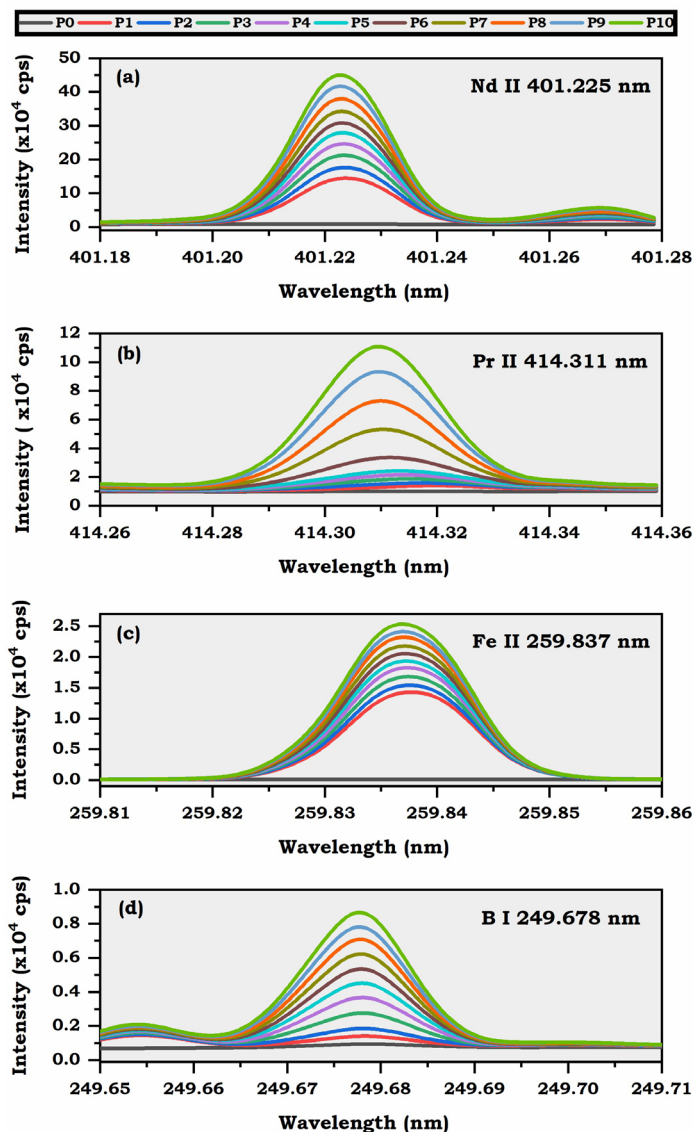 P0 P1 P2 P3 P4 P5 P6 P7 P8 P9 P10
(a)
Nd II 401.225 nm
Intensity (x10⁴ cps)
50
40
30
20
10
0
401.18 401.20 401.22 401.24 401.26 401.28
Wavelength (nm)
(b)
Pr II 414.311 nm
Intensity ( x10⁴ cps)
12
10
8
6
4
2
0
414.26 414.28 414.30 414.32 414.34 414.36
Wavelength (nm)
(c)
Fe II 259.837 nm
Intensity (x10⁴ cps)
2.5
2.0
1.5
1.0
0.5
0.0
259.81 259.82 259.83 259.84 259.85 259.86
Wavelength (nm)
(d)
B I 249.678 nm
Intensity (x10⁴ cps)
1.0
0.8
0.6
0.4
0.2
0.0
249.65 249.66 249.67 249.68 249.69 249.70 249.71
Wavelength (nm)